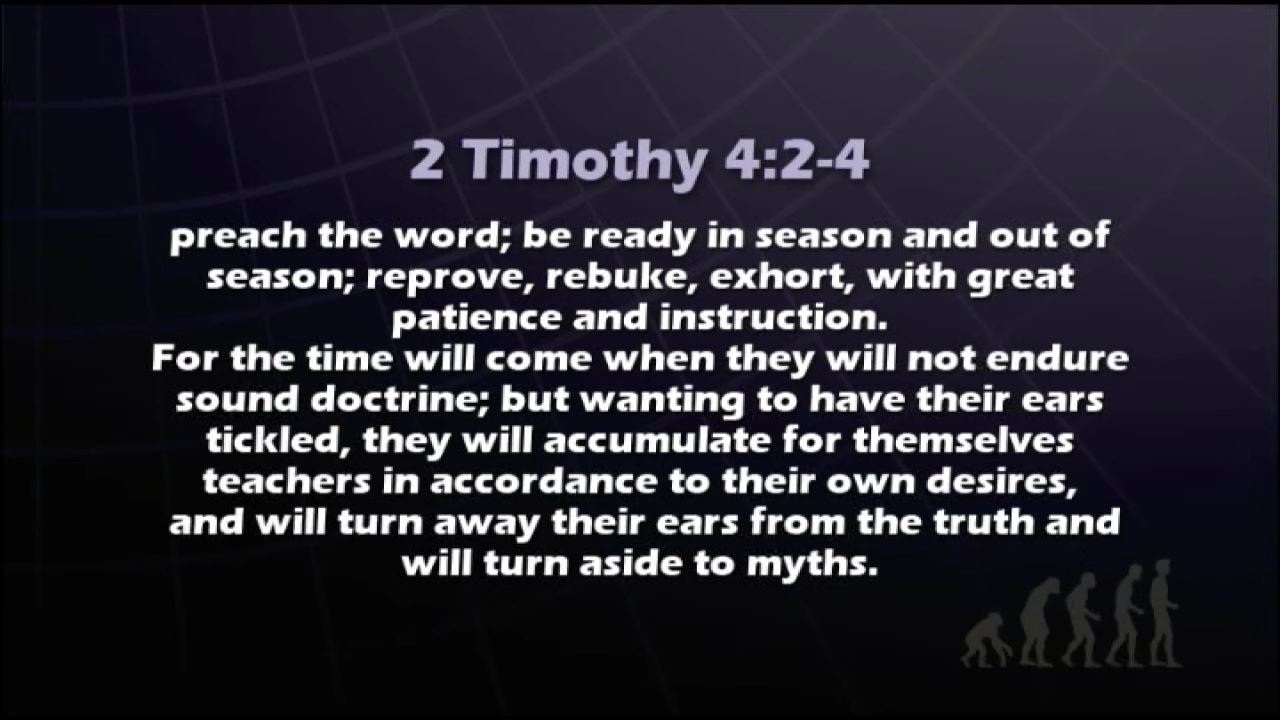 2 Timothy 4:2-4
preach the word; be ready in season and out of
season; reprove, rebuke, exhort, with great
patience and instruction.
For the time will come when they will not endure
sound doctrine; but wanting to have their ears
tickled, they will accumulate for themselves
teachers in accordance to their own desires,
and will turn away their ears from the truth and
will turn aside to myths.